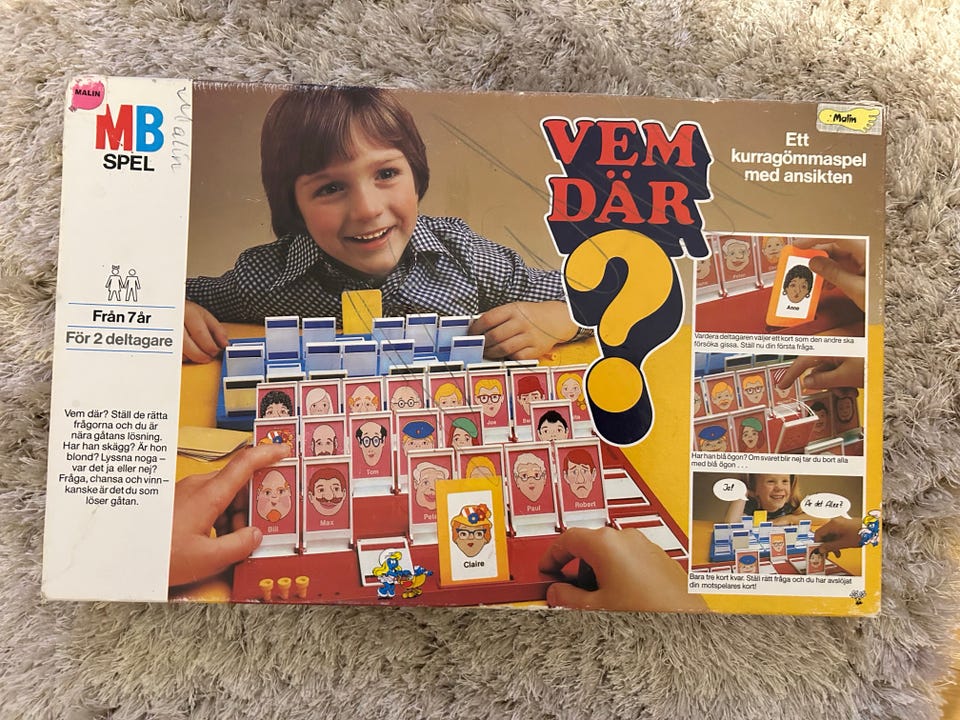 MALIN
MB
SPEL
Malin
Från 7 år
För 2 deltagare
Vem där? Ställ de rätta
frågorna och du är
nära gåtans lösning.
Har han skägg? Är hon
blond? Lyssna noga –
var det ja eller nej?
Fråga, chansa och vinn –
kanske är det du som
löser gåtan.
VEM
DÄR
?
Malin
Ett
kurragömmaspel
med ansikten
Anne
Vardera deltagaren väljer ett kort som den andre ska
försöka gissa. Ställ nu din första fråga.
Har han blå ögon? Om svaret blir nej tar du bort alla
med blå ögon . . .
Ja!
Är det Alex?
Bara tre kort kvar. Ställ rätt fråga och du har avslöjat
din motspelares kort!
Joe
Tom
Bill
Max
Paul
Robert
Claire